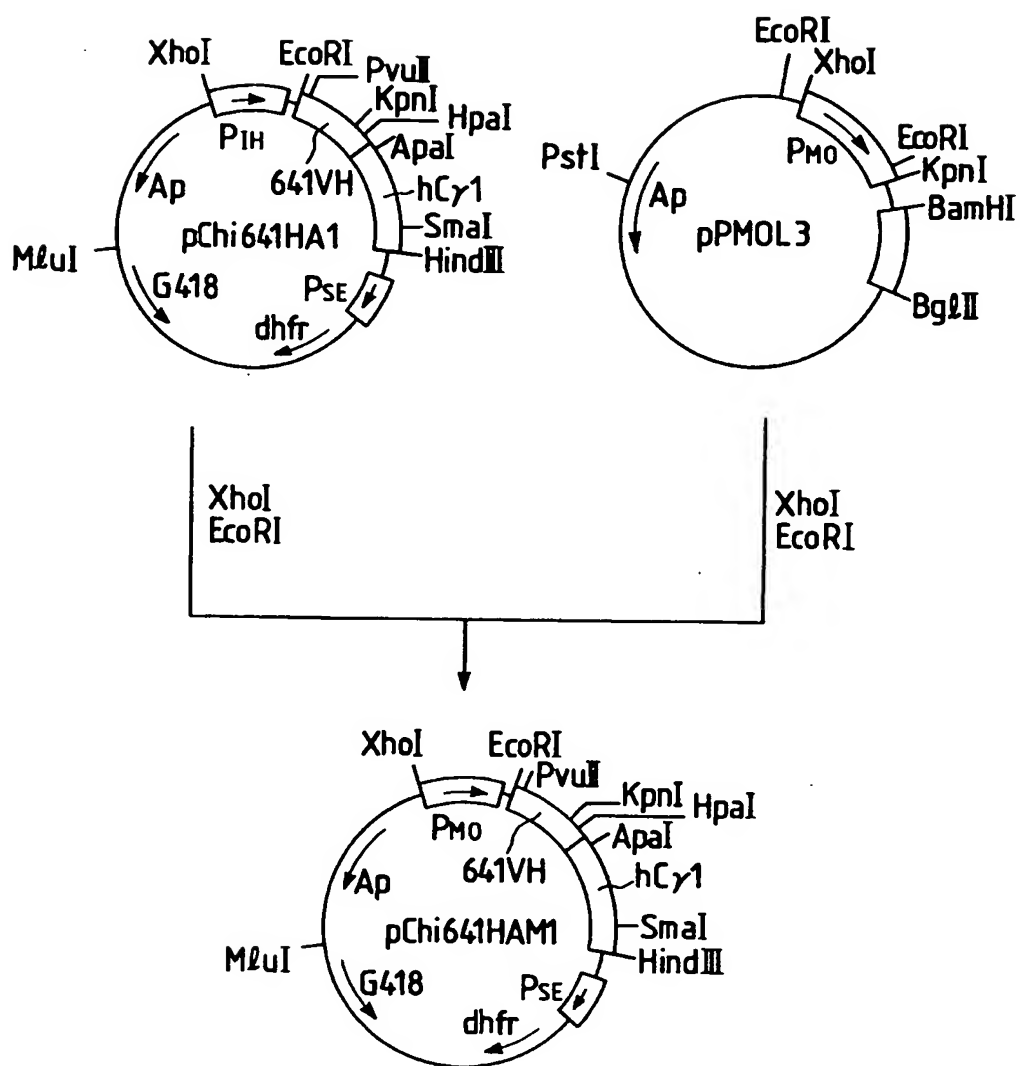 XhoI
EcoRI
PvuII
KpnI
HpaI
ApaI
PIH
641VH
hCγ1
Ap
pChi641HA1
SmaI
HindIII
MluI
G418
PSE
dhfr
EcoRI
XhoI
PMO
EcoRI
KpnI
PstI
Ap
pPMOL3
BamHI
BglII
XhoI
EcoRI
XhoI
EcoRI
XhoI
EcoRI
PvuII
KpnI
HpaI
ApaI
PMO
641VH
hCγ1
Ap
pChi641HAM1
SmaI
HindIII
MluI
G418
PSE
dhfr